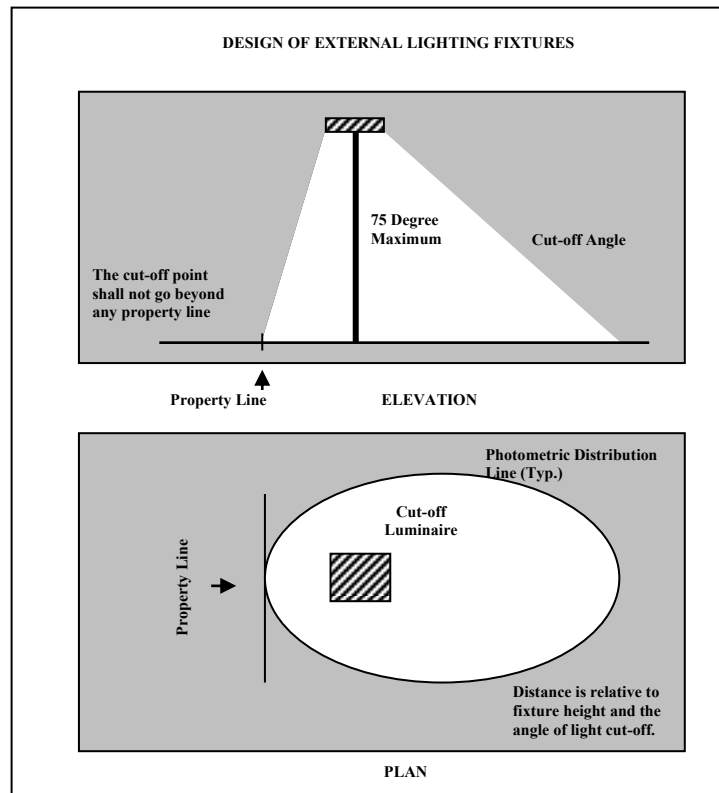 DESIGN OF EXTERNAL LIGHTING FIXTURES
75 Degree
Maximum
Cut-off Angle
The cut-off point
shall not go beyond
any property line
Property Line
ELEVATION
Photometric Distribution
Line (Typ.)
Cut-off
Luminaire
Property Line
Distance is relative to
fixture height and the
angle of light cut-off.
PLAN